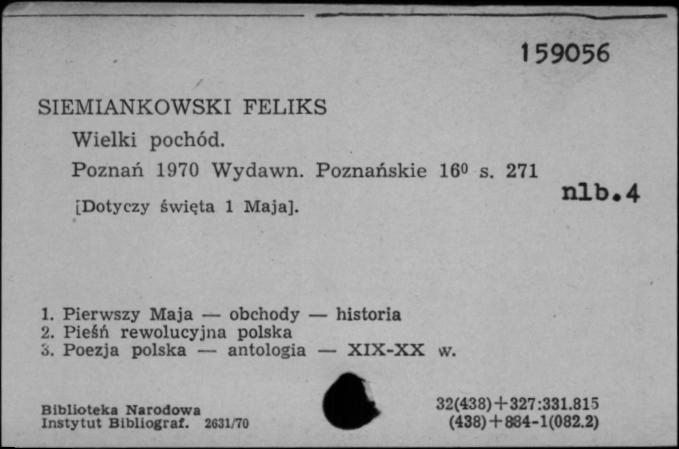 159056
SIEMIANKOWSKI FELIKS
Wielki pochód.
Poznań 1970 Wydawn. Poznańskie 16⁰ s. 271
nlb.4
[Dotyczy święta 1 Maja].
1. Pierwszy Maja — obchody — historia
2. Pieśń rewolucyjna polska
3. Poezja polska — antologia — XIX-XX w.
Biblioteka Narodowa
Instytut Bibliograf. 2631/70
32(438)+327:331.815
(438)+884-1(082.2)